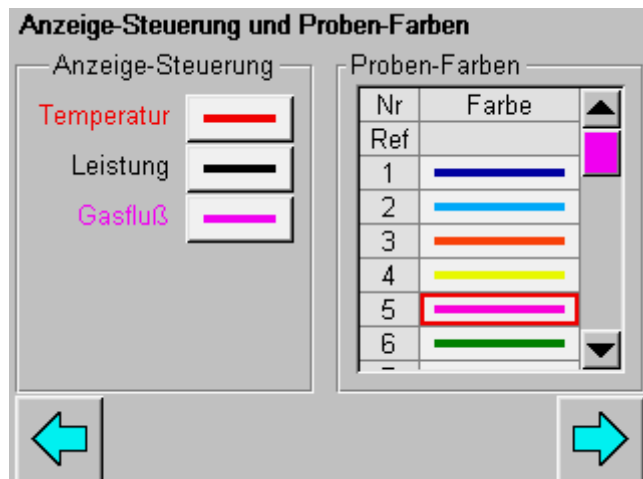 Anzeige-Steuerung und Proben-Farben
Anzeige-Steuerung
Temperatur
Leistung
Gasfluß
Proben-Farben
Nr Farbe
Ref
1
2
3
4
5
6